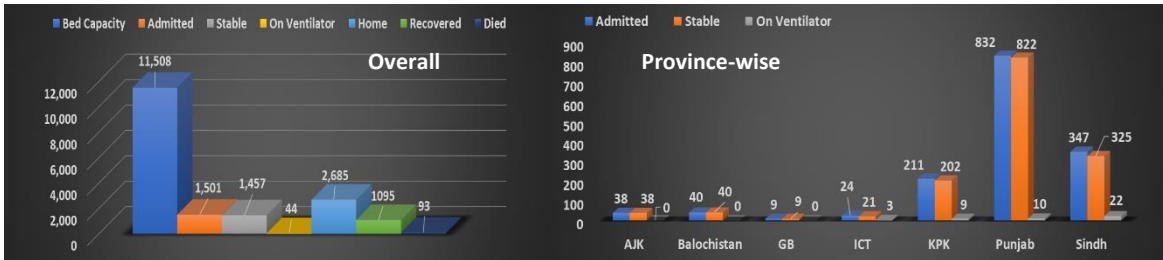 Bed Capacity Admitted Stable On Ventilator Home Recovered Died
Overall
11,508
1,501
1,457
44
2,685
1095
93
12,000
10,000
8,000
6,000
4,000
2,000
0
Admitted Stable On Ventilator
Province-wise
900
800
700
600
500
400
300
200
100
0
38 38 0
40 40 0
9 9 0
24 21 3
211 202 9
832 822 10
347 325 22
AJK Balochistan GB ICT KPK Punjab Sindh